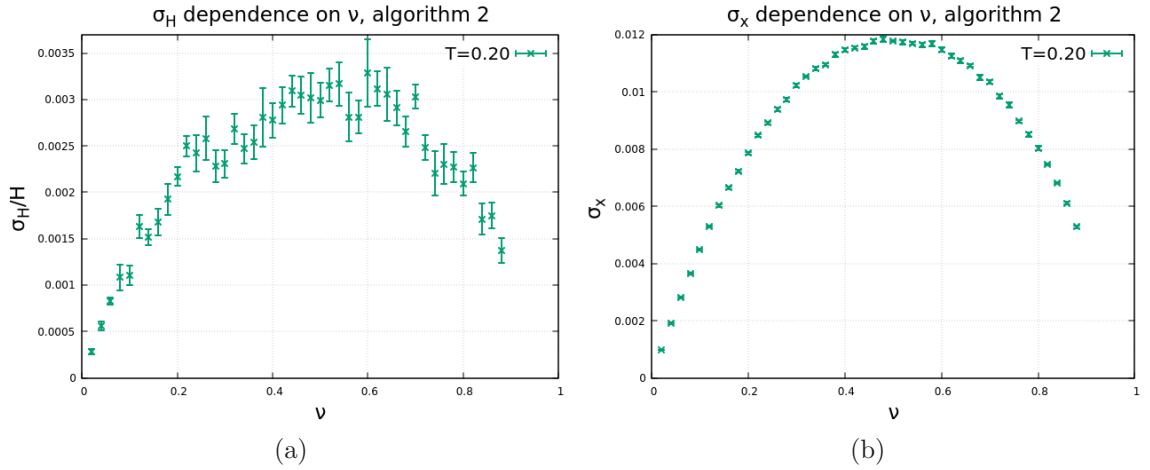 σH dependence on ν, algorithm 2
T=0.20
σH/H
0.0035
0.003
0.0025
0.002
0.0015
0.001
0.0005
0
0 0.2 0.4 0.6 0.8 1
ν
(a)
σx dependence on ν, algorithm 2
T=0.20
σx
0.012
0.01
0.008
0.006
0.004
0.002
0
0 0.2 0.4 0.6 0.8 1
ν
(b)